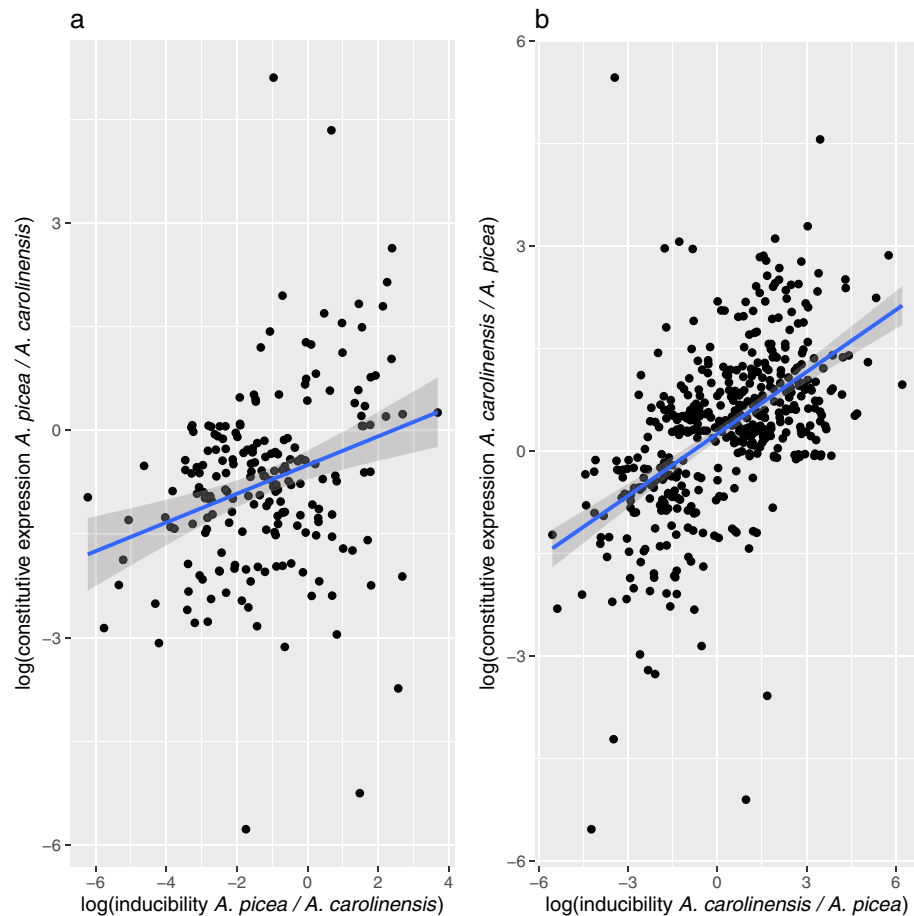 a
b
log(constitutive expression A. picea / A. carolinensis)
3
0
−3
−6
−6 −4 −2 0 2 4
log(inducibility A. picea / A. carolinensis)
log(constitutive expression A. carolinensis / A. picea)
6
3
0
−3
−6
−6 −3 0 3 6
log(inducibility A. carolinensis / A. picea)